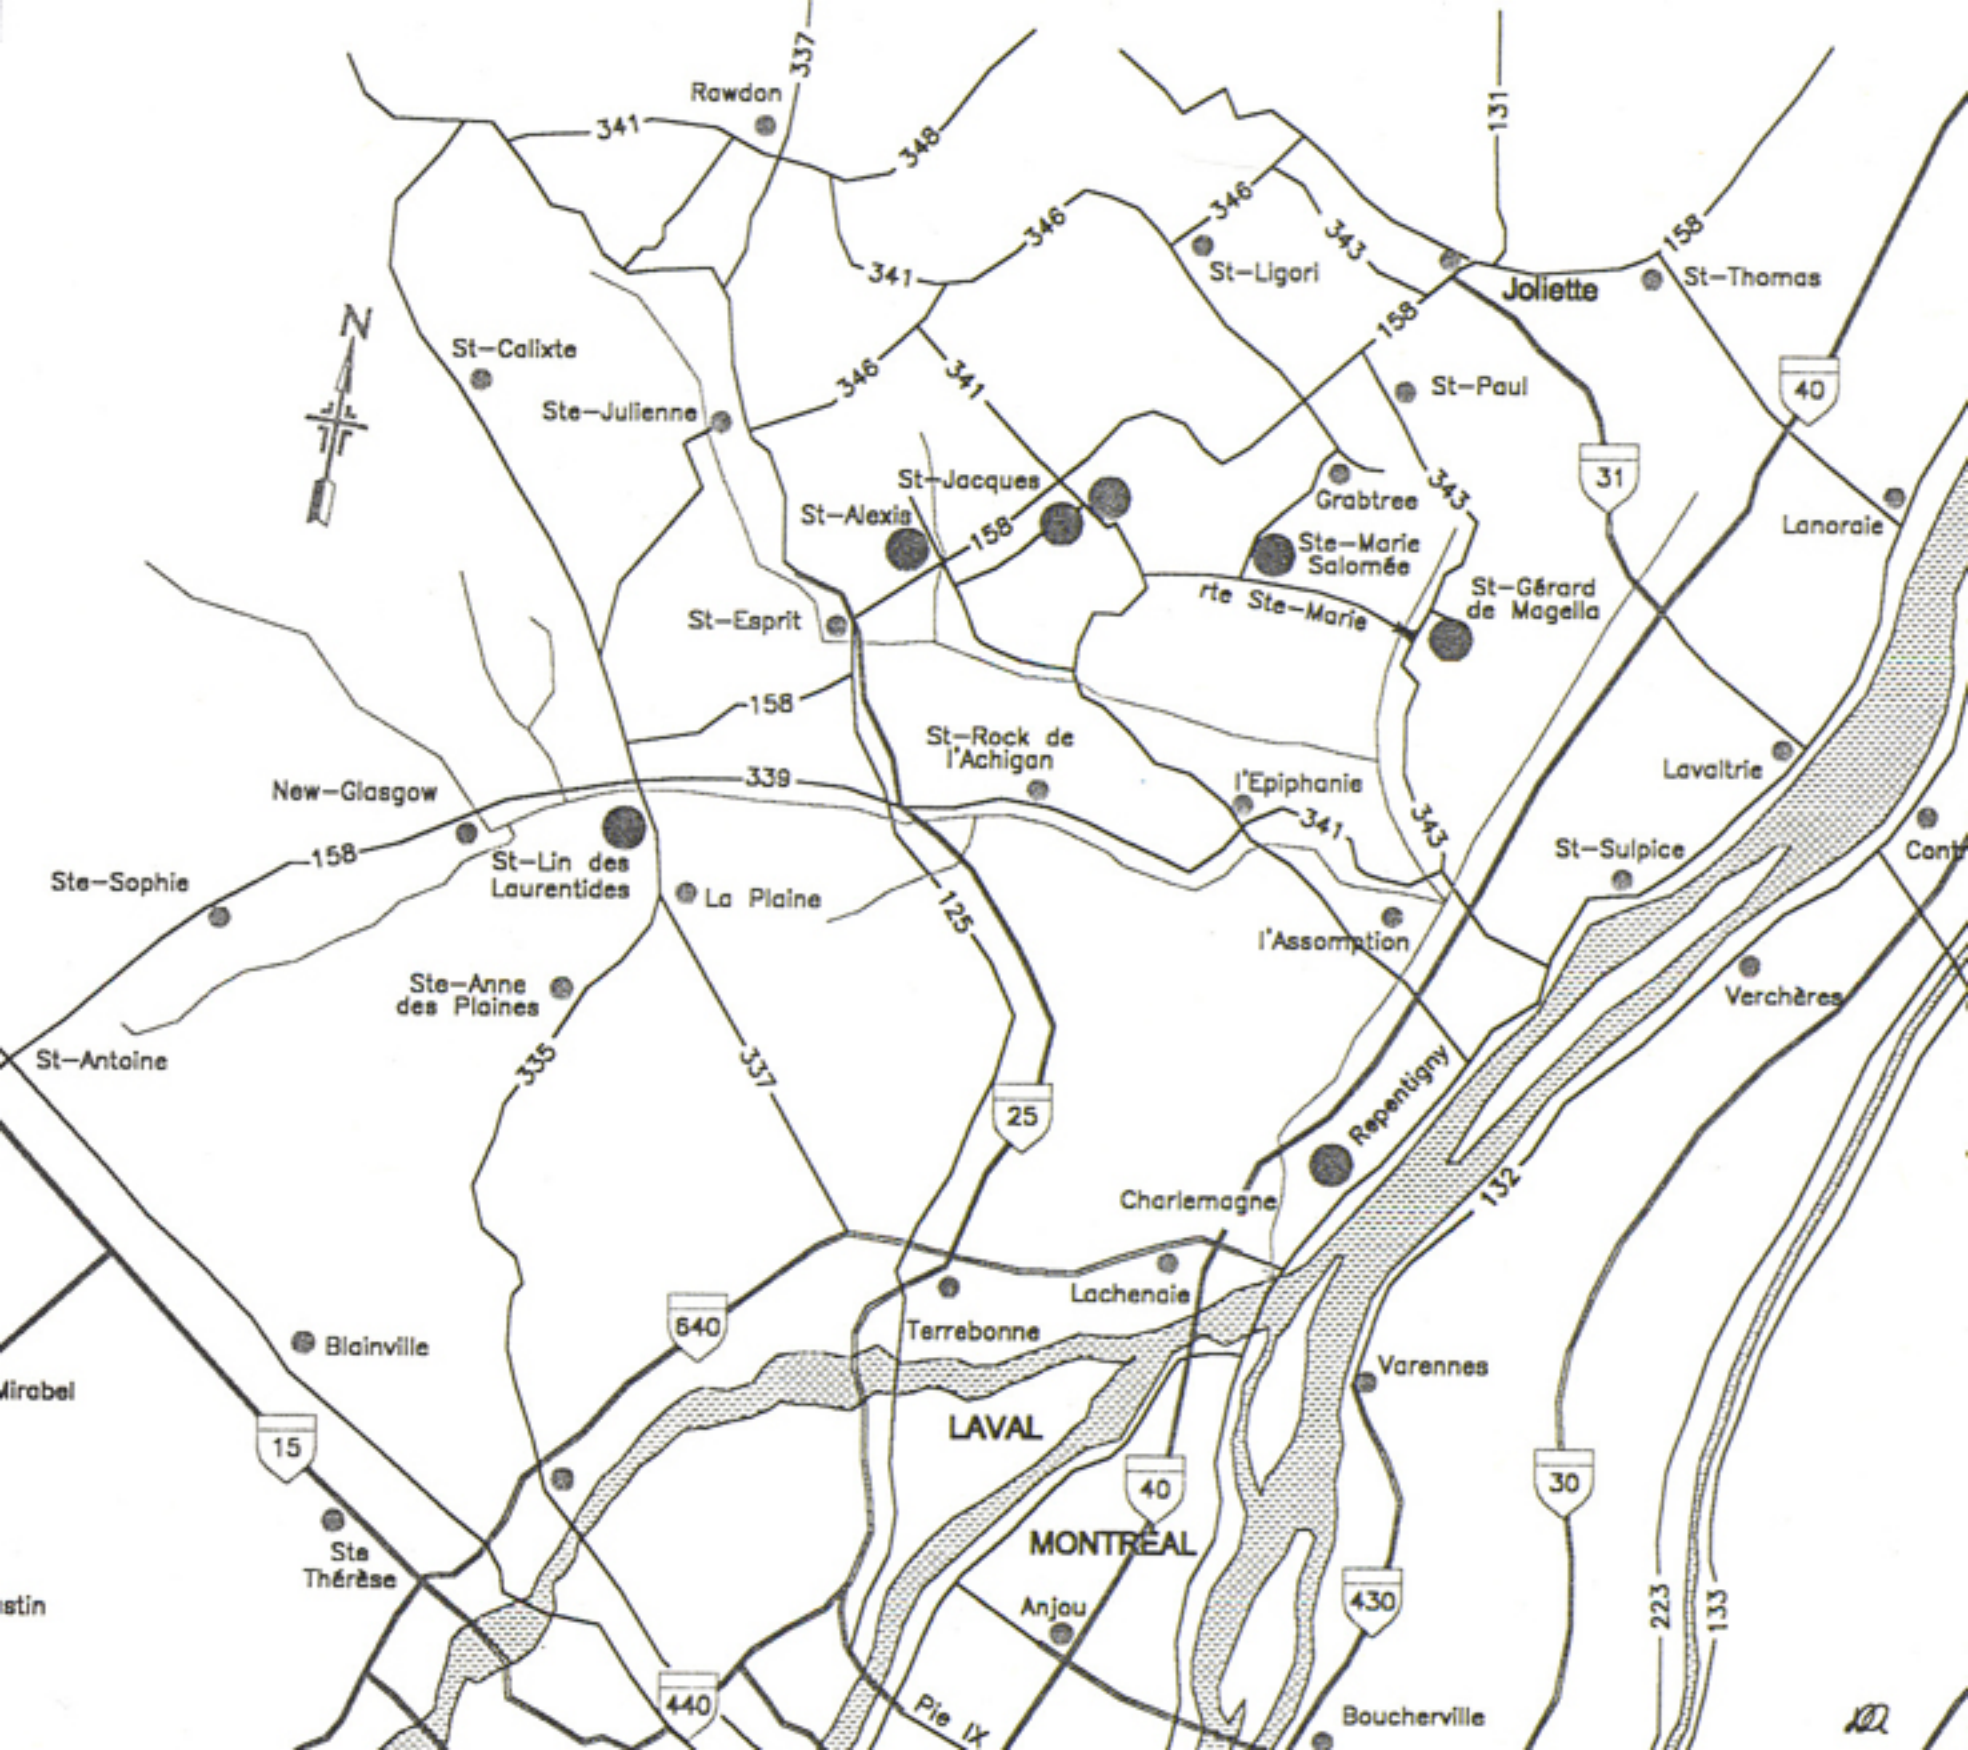 337
Rawdon
341
348
131
346
346
343
158
St-Ligori
341
Joliette
St-Thomas
N
158
St-Calixte
346
341
St-Paul
40
Ste-Julienne
31
St-Jacques
343
Grabtree
St-Alexis
158
Lanoraie
Ste-Marie
Salomée
rte Ste-Marie
St-Gérard
de Magella
St-Esprit
158
St-Rock de
l'Achigan
339
l'Epiphanie
Lavaltrie
New-Glasgow
341
343
158
St-Lin des
Laurentides
St-Sulpice
Cont
Ste-Sophie
La Plaine
125
l'Assomption
Ste-Anne
des Plaines
Verchères
St-Antoine
335
337
25
Repentigny
132
Charlemagne
Lachenaie
640
Terrebonne
Blainville
Varennes
Mirabel
LAVAL
15
40
30
MONTRÉAL
Ste
Thérèse
430
stin
Anjou
223
133
440
Pie IX
Boucherville